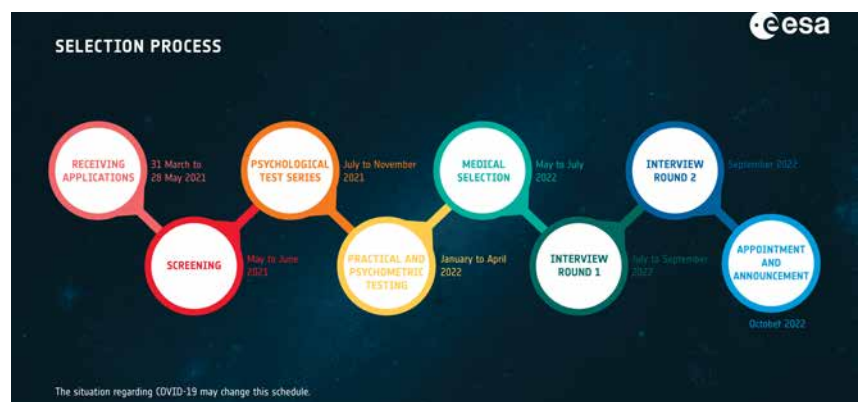 esa
SELECTION PROCESS
RECEIVING
APPLICATIONS
31 March to
28 May 2021
SCREENING
May to June
2021
PSYCHOLOGICAL
TEST SERIES
July to November
2021
PRACTICAL AND
PSYCHOMETRIC
TESTING
January to April
2022
MEDICAL
SELECTION
May to July
2022
INTERVIEW
ROUND 1
July to September
2022
INTERVIEW
ROUND 2
September 2022
APPOINTMENT
AND
ANNOUNCEMENT
October 2022
The situation regarding COVID-19 may change this schedule.